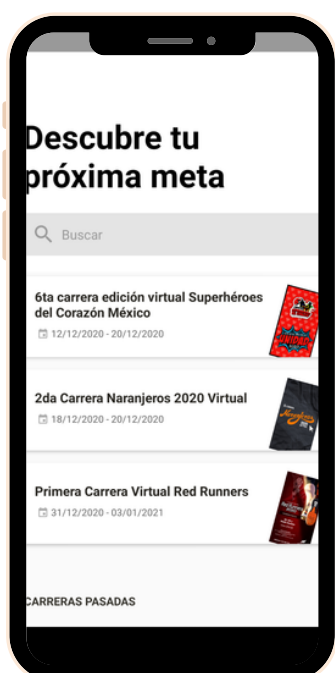 Descubre tu
próxima meta
Buscar
6ta carrera edición virtual Superhéroes
del Corazón México
12/12/2020 - 20/12/2020
2da Carrera Naranjeros 2020 Virtual
18/12/2020 - 20/12/2020
Primera Carrera Virtual Red Runners
31/12/2020 - 03/01/2021
CARRERAS PASADAS